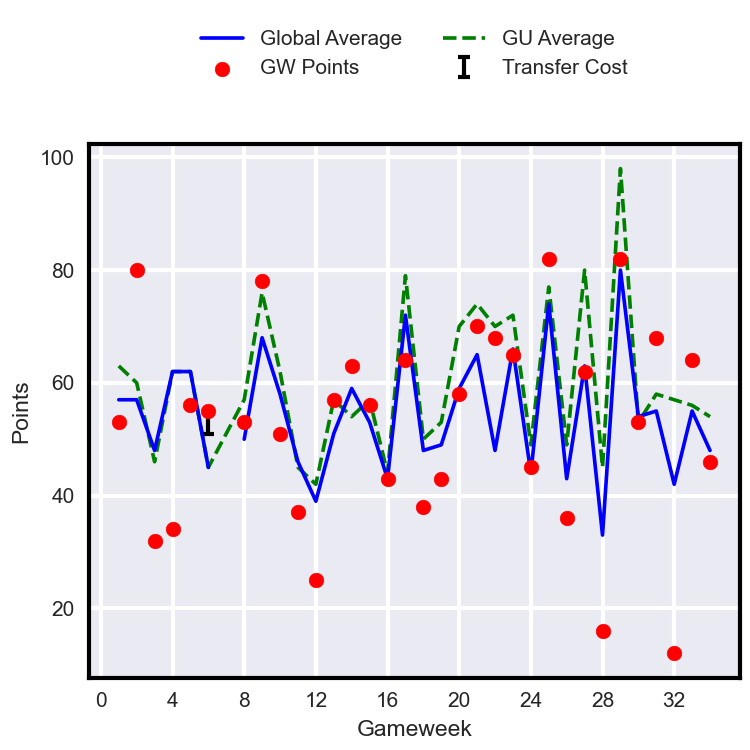 Global Average
GU Average
GW Points
Transfer Cost
100
80
60
40
20
Points
0 4 8 12 16 20 24 28 32
Gameweek